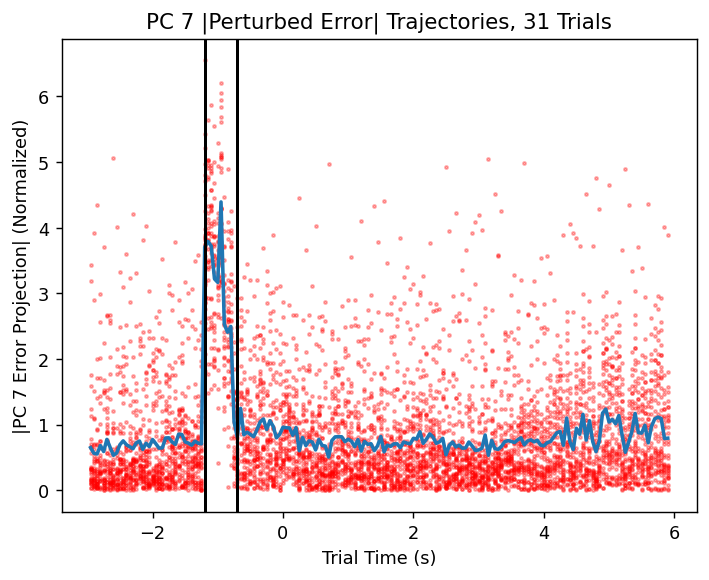 PC 7 |Perturbed Error| Trajectories, 31 Trials
|PC 7 Error Projection| (Normalized)
6
5
4
3
2
1
0
−2 0 2 4 6
Trial Time (s)